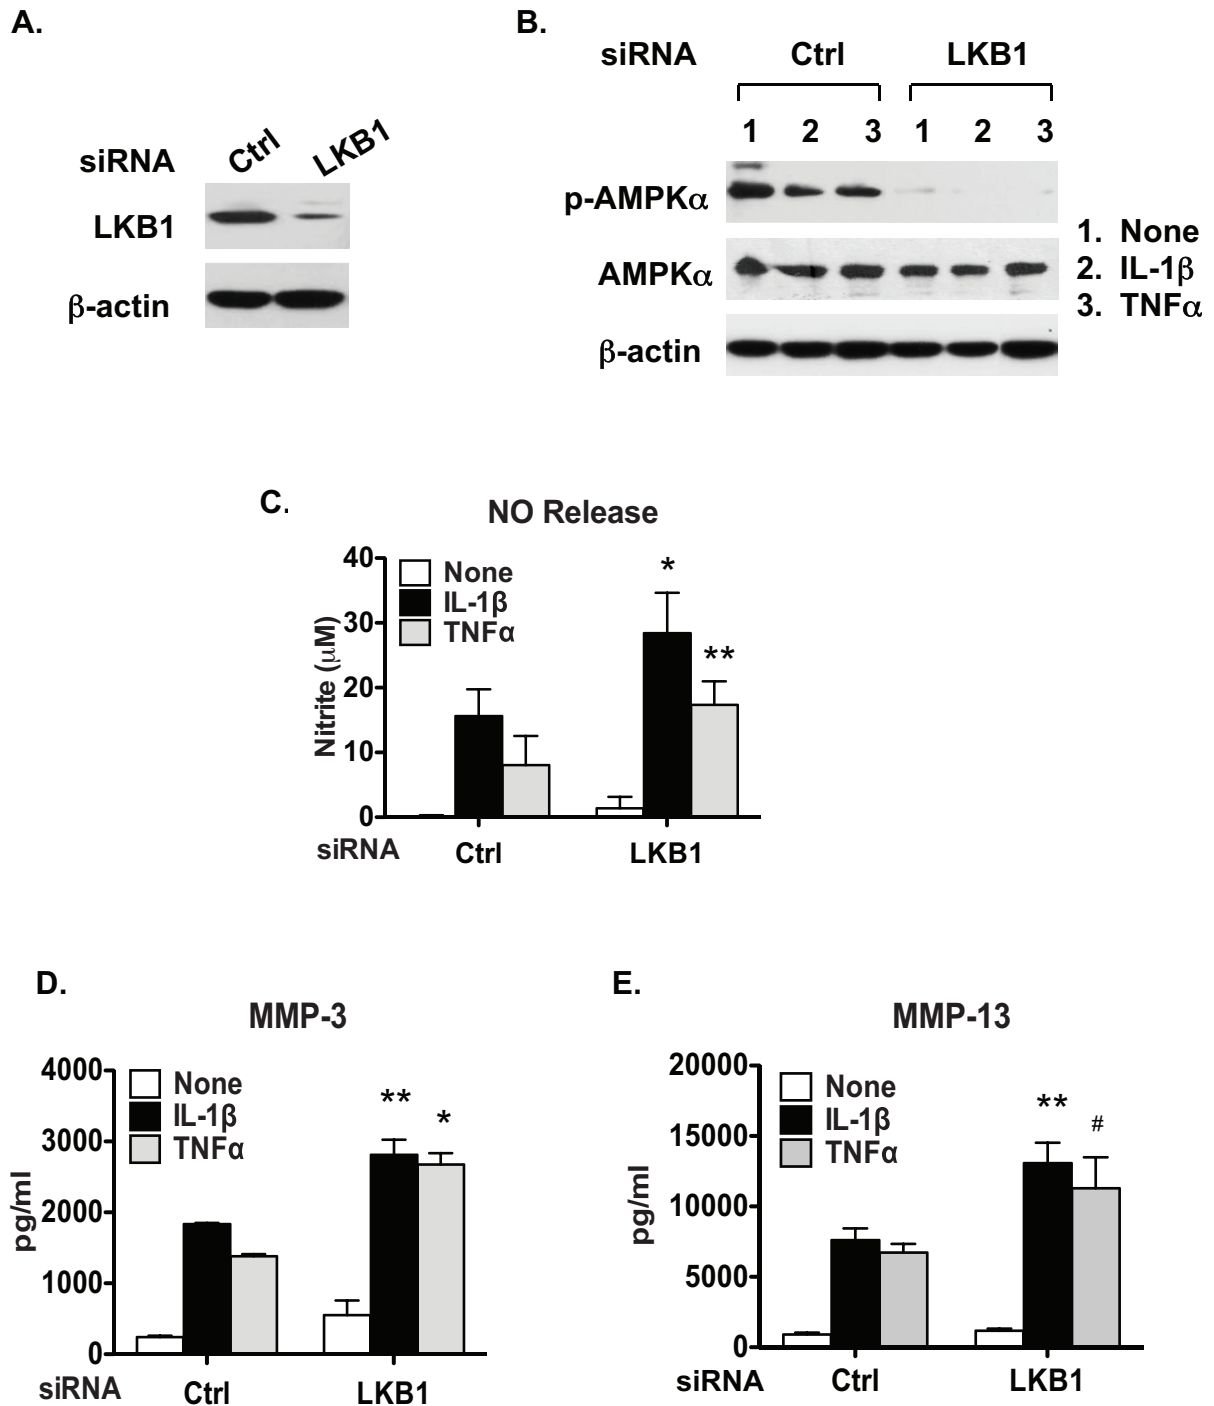 A.
siRNA Ctrl LKB1
LKB1
β-actin
B.
siRNA Ctrl LKB1
1 2 3 1 2 3
p-AMPKα
AMPKα
β-actin
1. None
2. IL-1β
3. TNFα
C.
NO Release
None
IL-1β
TNFα
Nitrite (μM)
40
30
20
10
0
* **
siRNA Ctrl LKB1
D.
MMP-3
None
IL-1β
TNFα
pg/ml
4000
3000
2000
1000
0
** *
siRNA Ctrl LKB1
E.
MMP-13
None
IL-1β
TNFα
pg/ml
20000
15000
10000
5000
0
** #
siRNA Ctrl LKB1